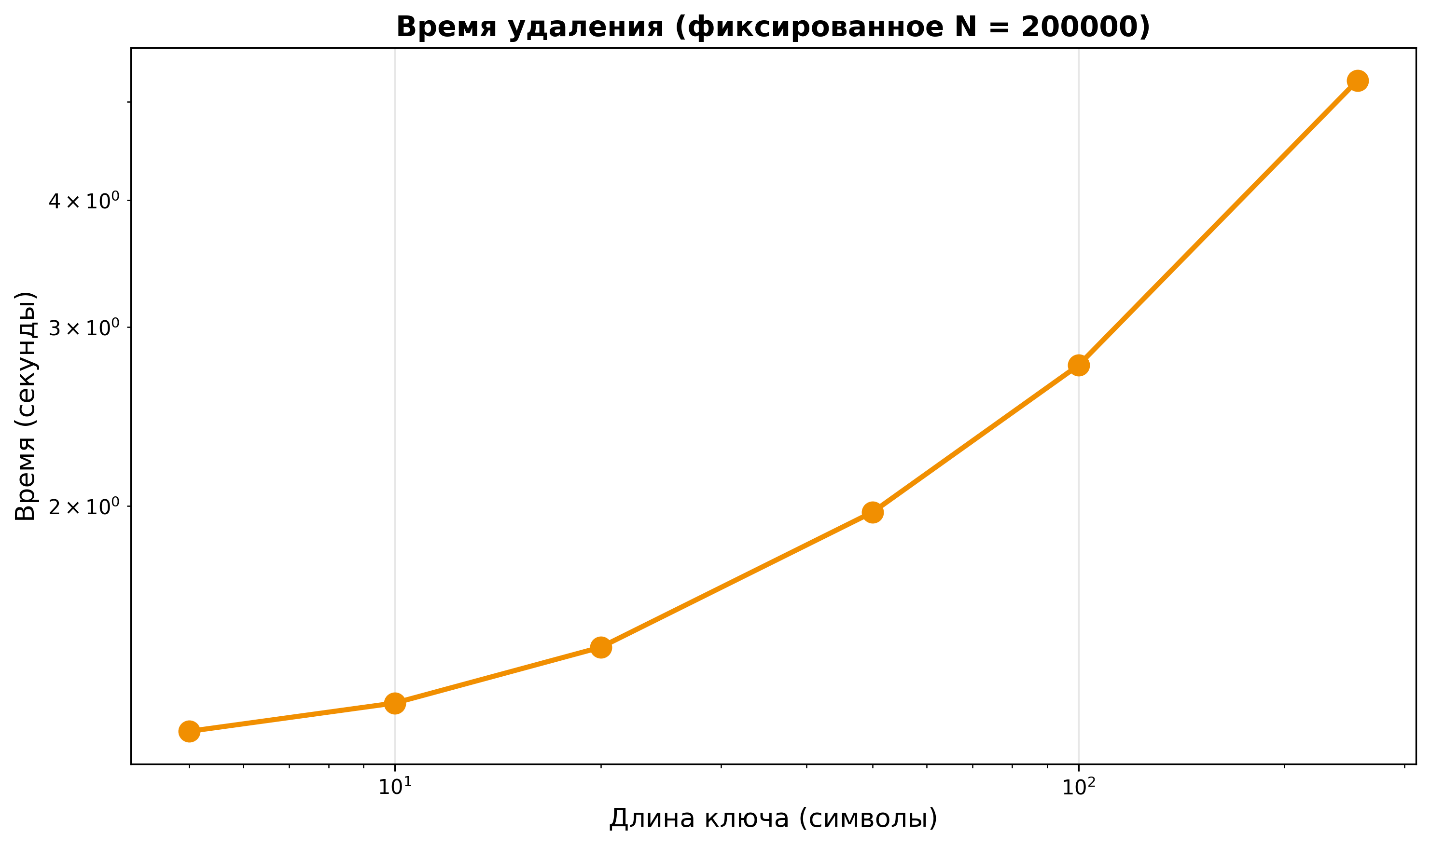 Время удаления (фиксированное N = 200000)
4 × 10⁰
3 × 10⁰
2 × 10⁰
Время (секунды)
10¹
10²
Длина ключа (символы)